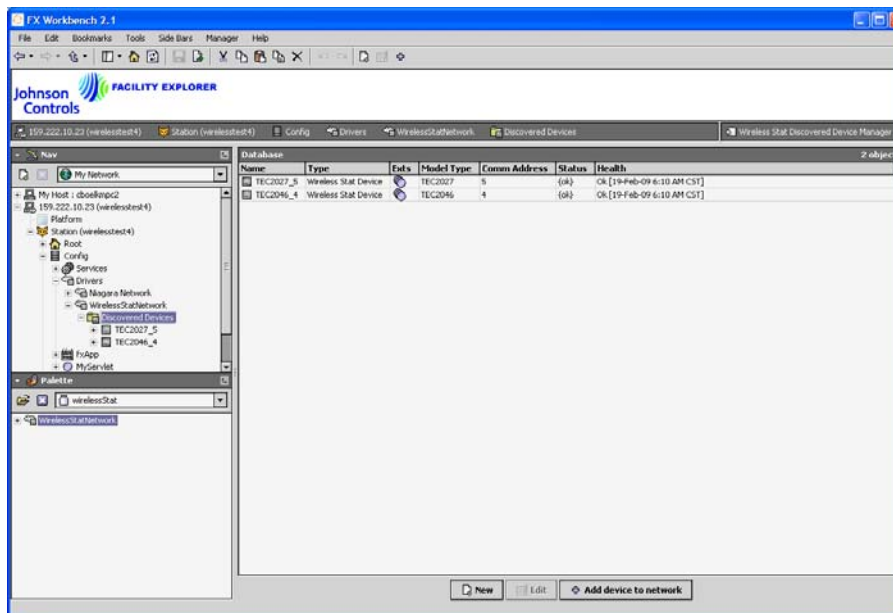 FX Workbench 2.1
File Edit Bookmarks Tools Side Bars Manager Help
Johnson Controls
FACILITY EXPLORER
159.222.10.23 (wirelesstest4) Station (wirelesstest4) Config Drivers WirelessStatNetwork Discovered Devices Wireless Stat Discovered Device Manager
Nav
My Network
My Host : cboelkmpc2
159.222.10.23 (wirelesstest4)
Platform
Station (wirelesstest4)
Root
Config
Services
Drivers
Niagara Network
WirelessStatNetwork
Discovered Devices
TEC2027_5
TEC2046_4
fxApp
MyServlet
Palette
wirelessStat
WirelessStatNetwork
Database 2 objec
Name Type Exts Model Type Comm Address Status Health
TEC2027_5 Wireless Stat Device TEC2027 5 {ok} Ok [19-Feb-09 6:10 AM CST]
TEC2046_4 Wireless Stat Device TEC2046 4 {ok} Ok [19-Feb-09 6:10 AM CST]
New Edit Add device to network